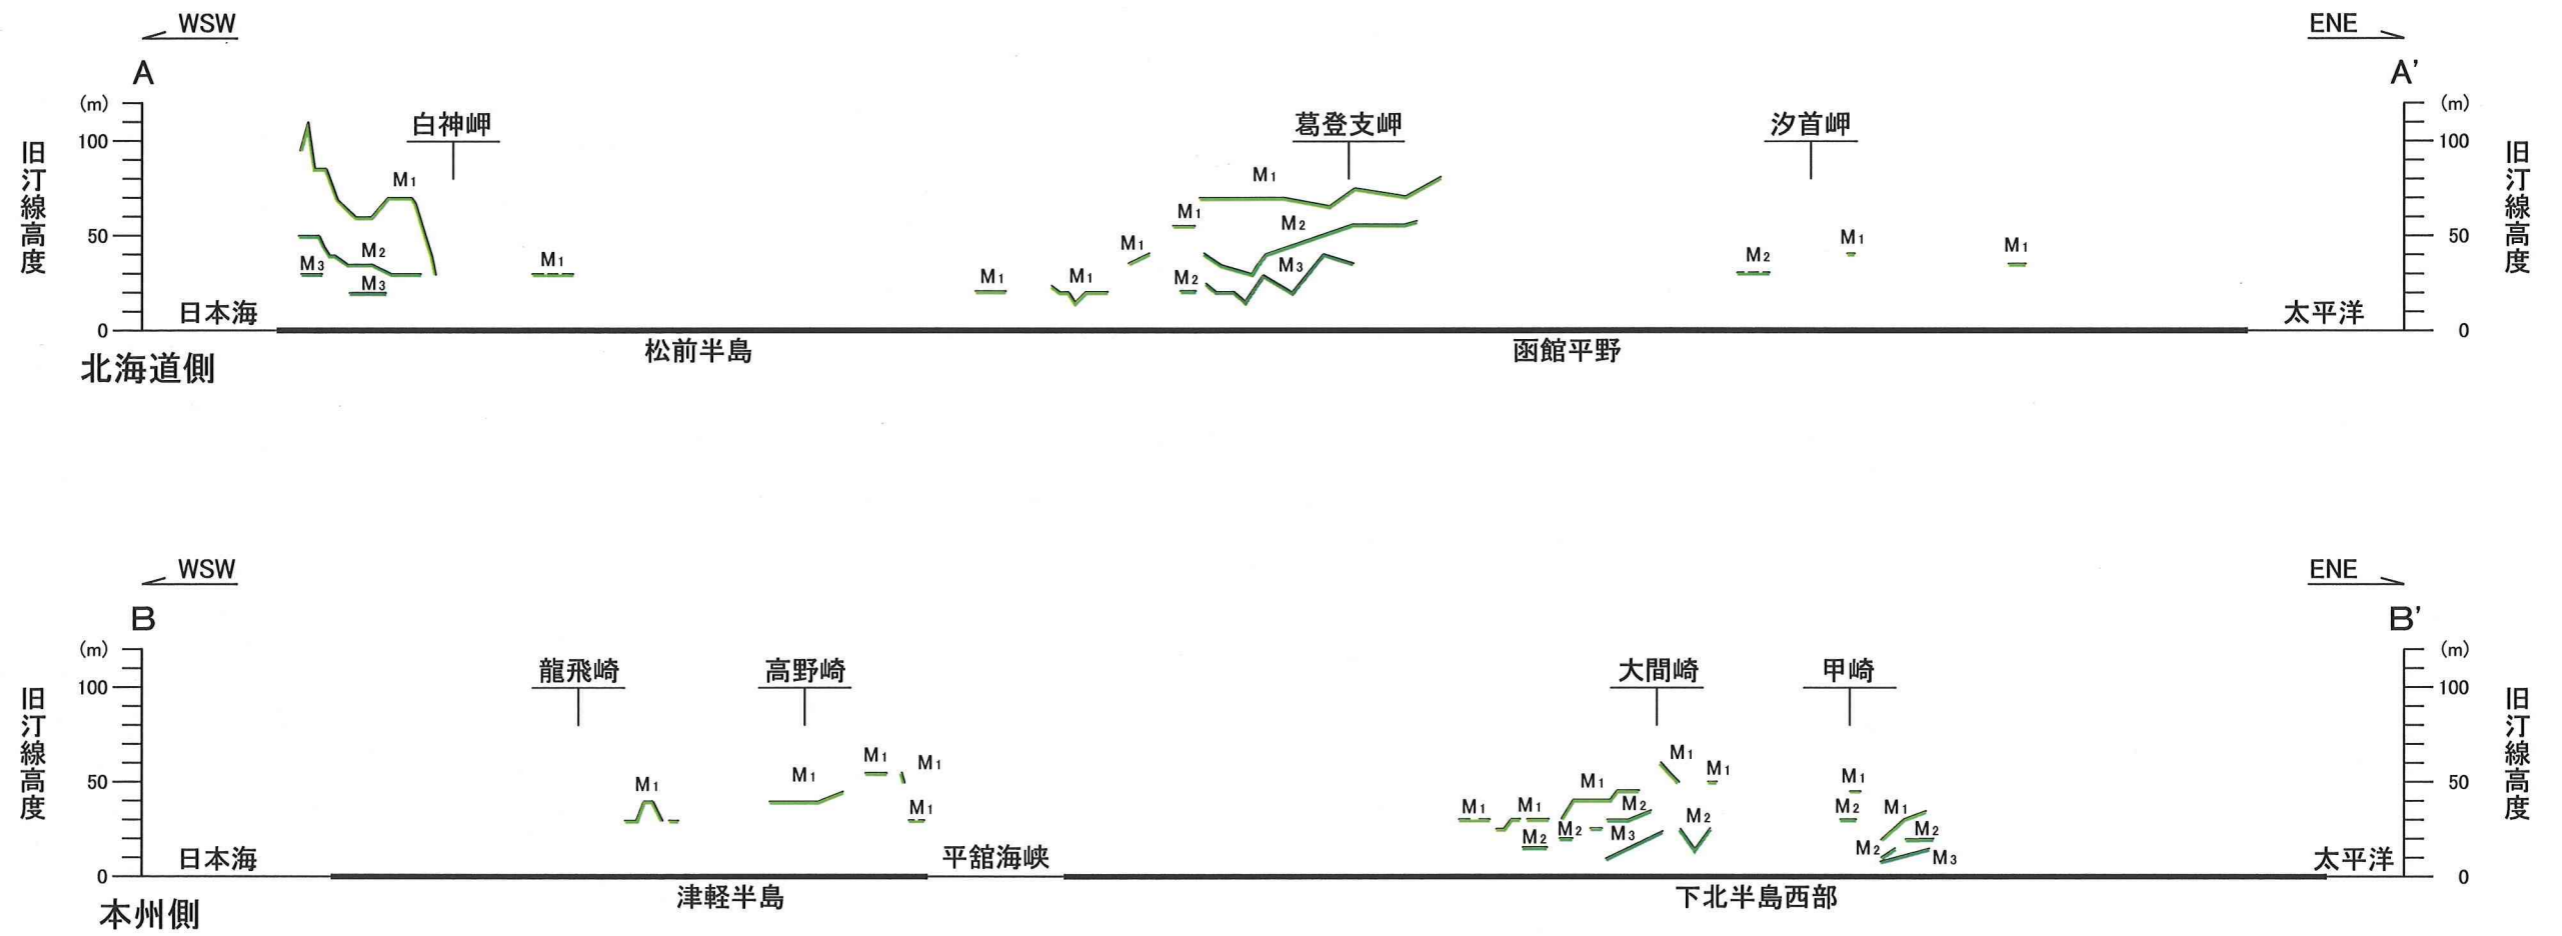 WSW
ENE
A
A’
(m)
(m)
白神岬
葛登支岬
汐首岬
100
100
旧汀線高度
旧汀線高度
M1
M1
M1
M2
M1
M1
50
50
M2
M1
M1
M1
M3
M1
M1
M1
M2
M3
M2
M3
日本海
太平洋
0
0
松前半島
函館平野
北海道側
WSW
ENE
B
B’
(m)
(m)
龍飛崎
高野崎
大間崎
甲崎
100
100
旧汀線高度
旧汀線高度
M1
M1
M1
M1
50
50
M1
M1
M1
M1
M1
M1
M1
M1
M2
M2
M1
M2
M2
M2
M3
M2
M2
M3
日本海
平舘海峡
太平洋
0
0
津軽半島
下北半島西部
本州側